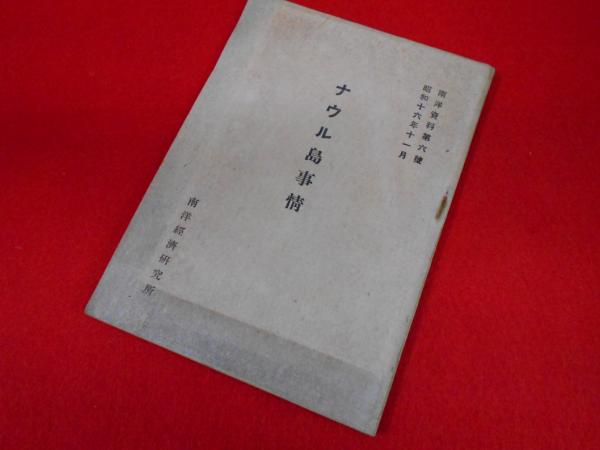 南洋資料第六號
昭和十六年十一月
ナウル島事情
南洋經濟研究所